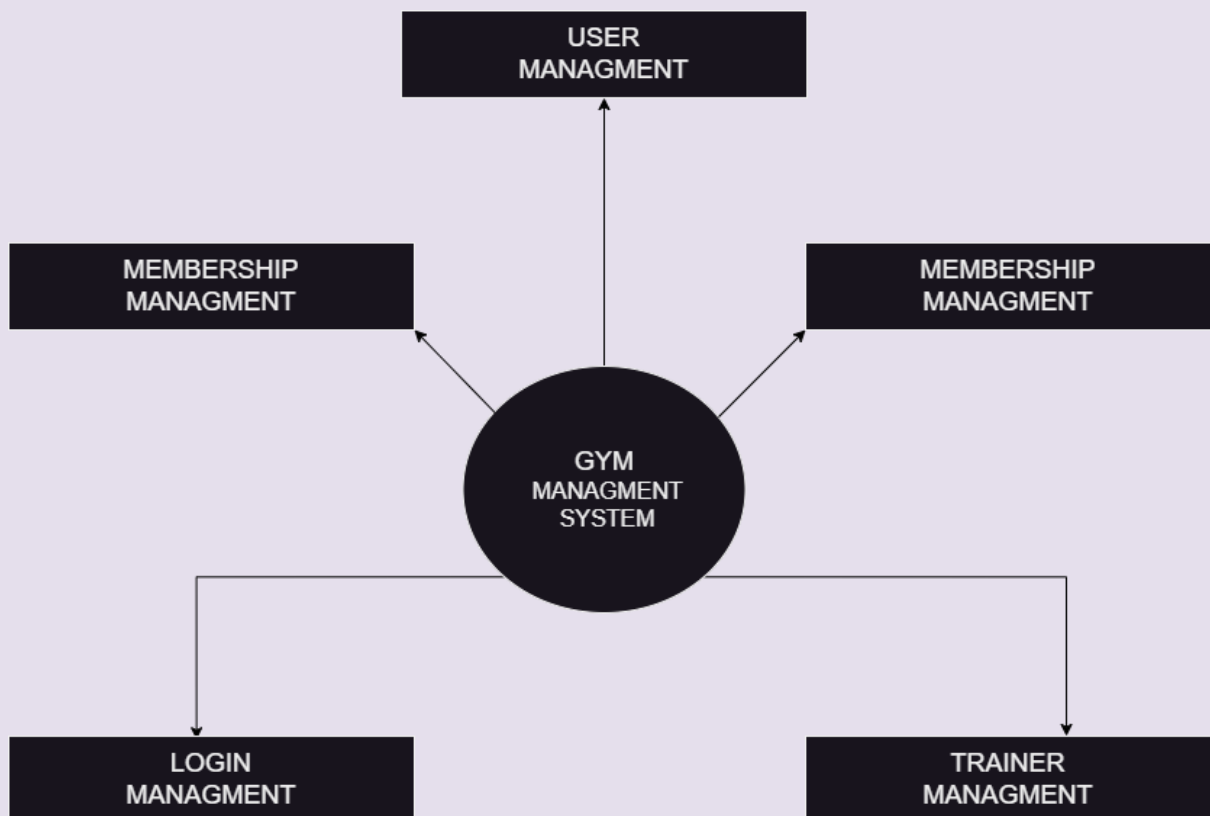 USER
MANAGMENT
MEMBERSHIP
MANAGMENT
MEMBERSHIP
MANAGMENT
GYM
MANAGMENT
SYSTEM
LOGIN
MANAGMENT
TRAINER
MANAGMENT